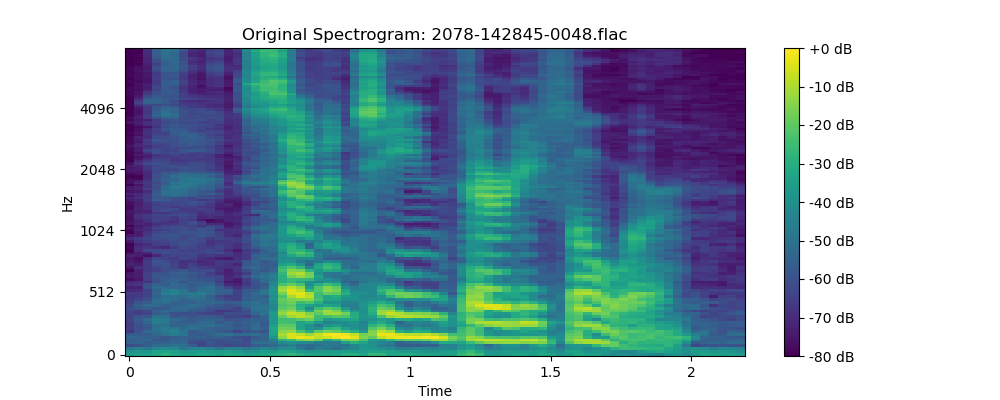 Original Spectrogram: 2078-142845-0048.flac
Hz
4096
2048
1024
512
0
0
0.5
1
1.5
2
Time
+0 dB
-10 dB
-20 dB
-30 dB
-40 dB
-50 dB
-60 dB
-70 dB
-80 dB